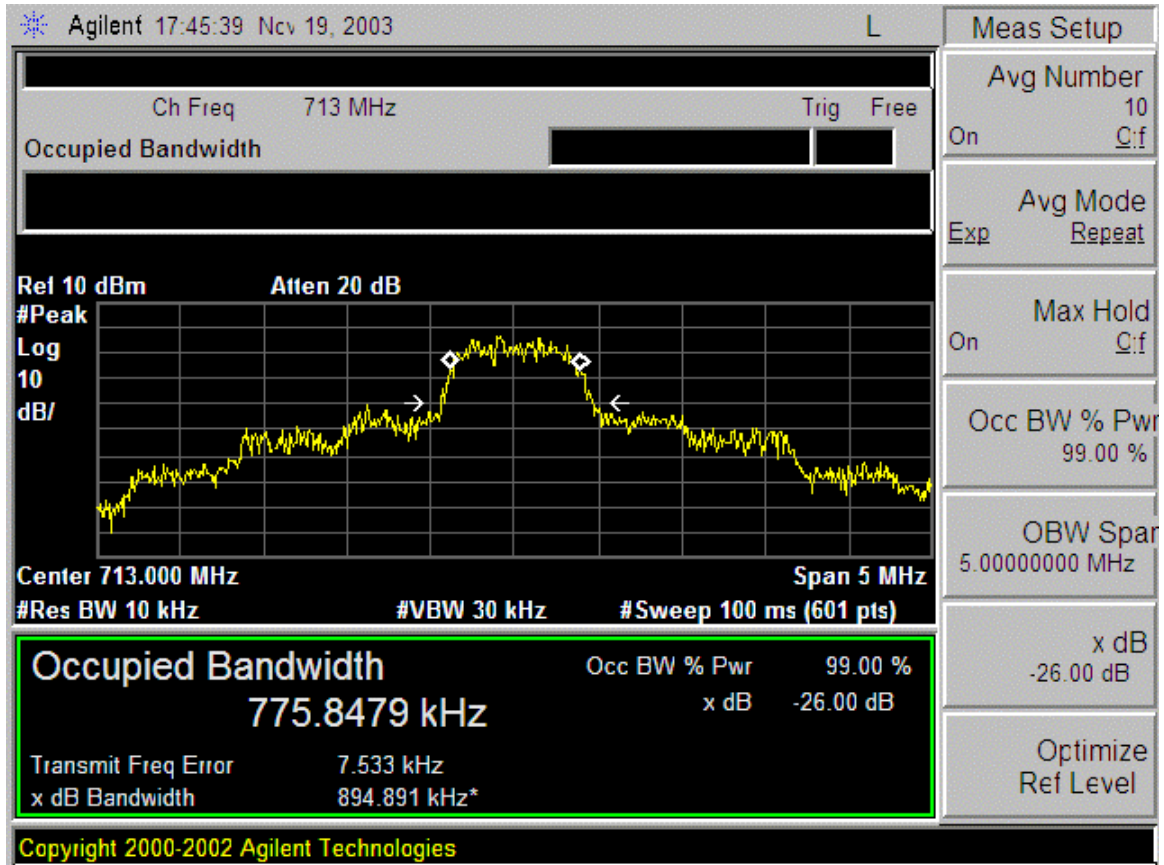 Agilent 17:45:39 Nov 19, 2003 L
Meas Setup
Ch Freq 713 MHz Trig Free
Occupied Bandwidth
Avg Number
10
On Off
Avg Mode
Exp Repeat
Max Hold
On Off
Occ BW % Pwr
99.00 %
OBW Span
5.00000000 MHz
x dB
-26.00 dB
Optimize
Ref Level
Ref 10 dBm Atten 20 dB
#Peak
Log
10
dB/
Center 713.000 MHz Span 5 MHz
#Res BW 10 kHz #VBW 30 kHz #Sweep 100 ms (601 pts)
Occupied Bandwidth
775.8479 kHz
Occ BW % Pwr 99.00 %
x dB -26.00 dB
Transmit Freq Error 7.533 kHz
x dB Bandwidth 894.891 kHz*
Copyright 2000-2002 Agilent Technologies